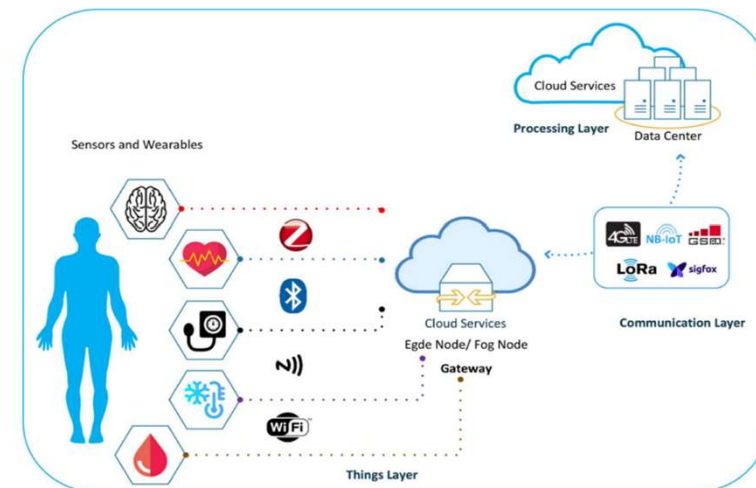 Cloud Services
Processing Layer
Data Center
Sensors and Wearables
4G LTE
NB-IoT
GSM
LoRa
sigfox
Cloud Services
Communication Layer
Egde Node/ Fog Node
Gateway
WiFi
Things Layer